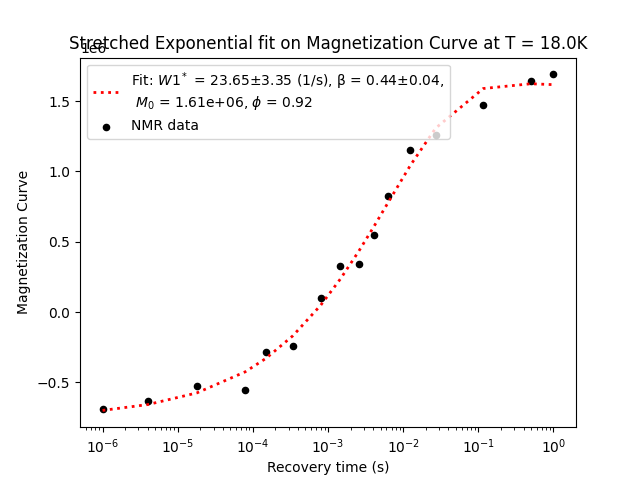 Stretched Exponential fit on Magnetization Curve at T = 18.0K
1e6
Fit: W1* = 23.65±3.35 (1/s), β = 0.44±0.04,
M₀ = 1.61e+06, ϕ = 0.92
NMR data
1.5
1.0
0.5
0.0
−0.5
Magnetization Curve
10⁻⁶ 10⁻⁵ 10⁻⁴ 10⁻³ 10⁻² 10⁻¹ 10⁰
Recovery time (s)